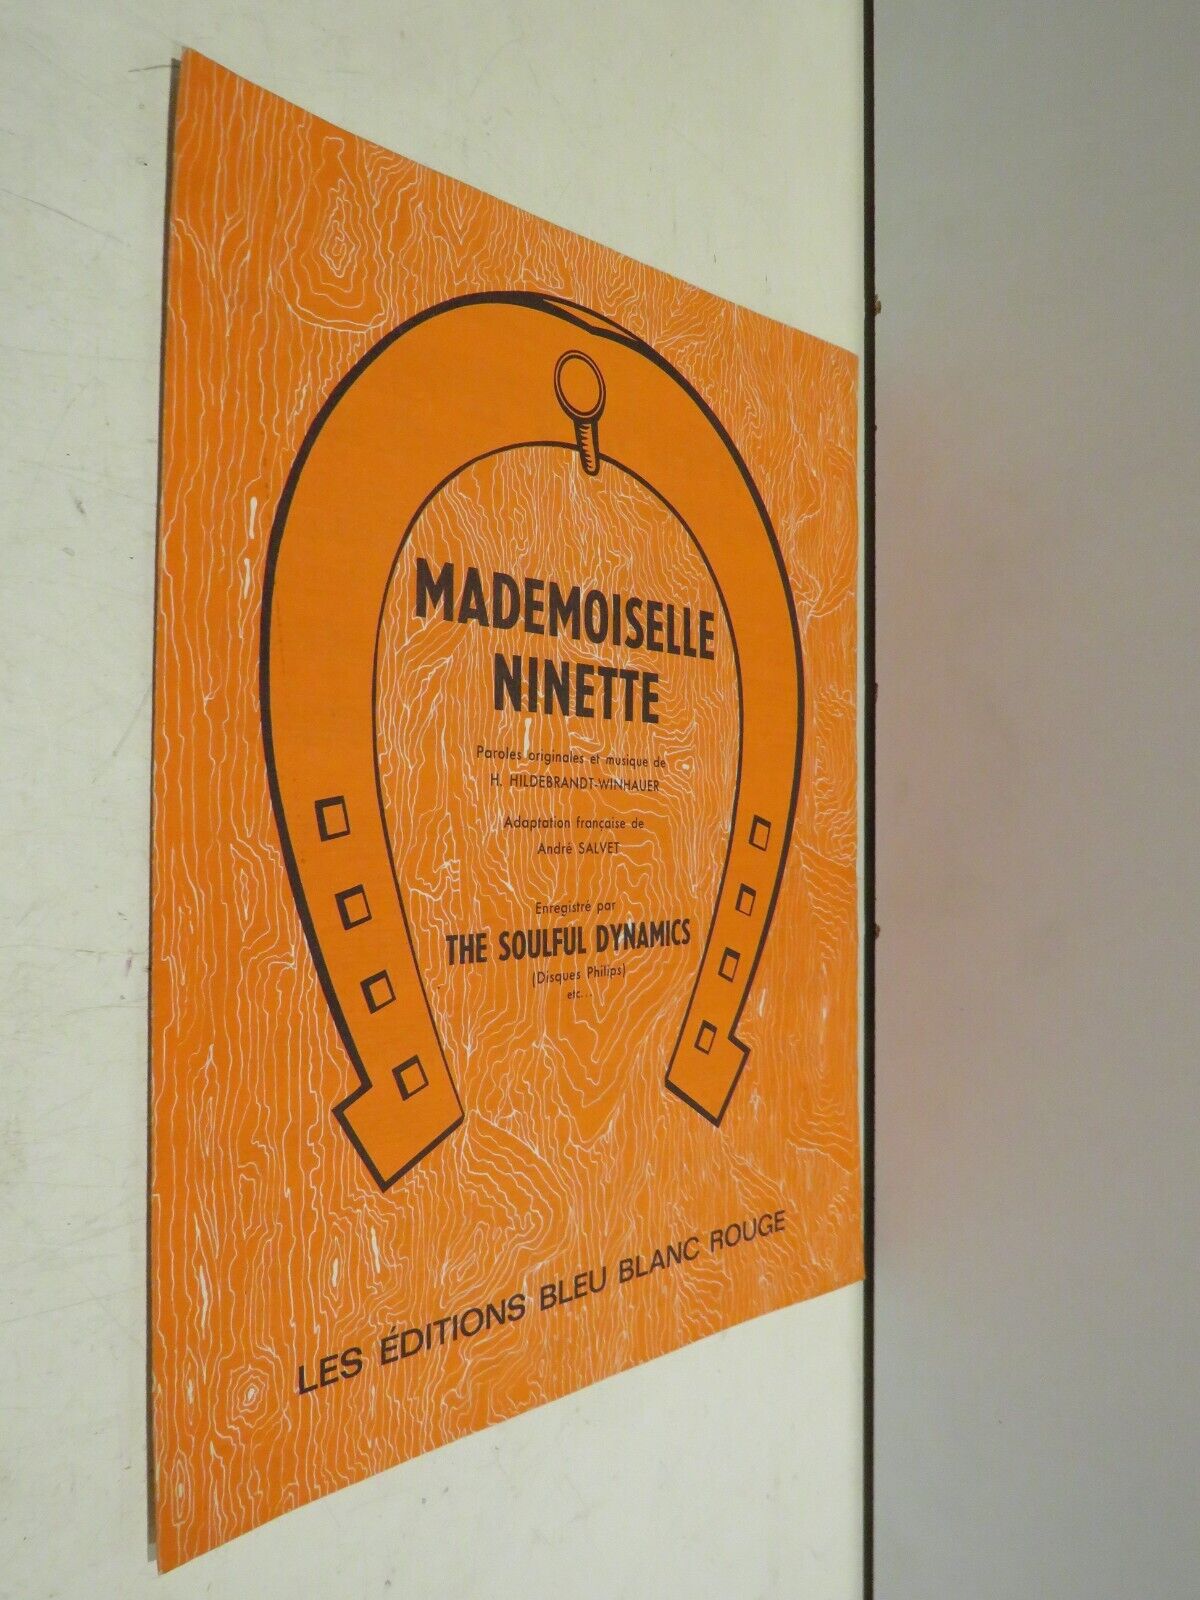 MADEMOISELLE
NINETTE
Paroles originales et musique de
H. HILDEBRANDT-WINHAUER
Adaptation française de
André SALVET
Enregistré par
THE SOULFUL DYNAMICS
(Disques Philips)
etc...
LES ÉDITIONS BLEU BLANC ROUGE